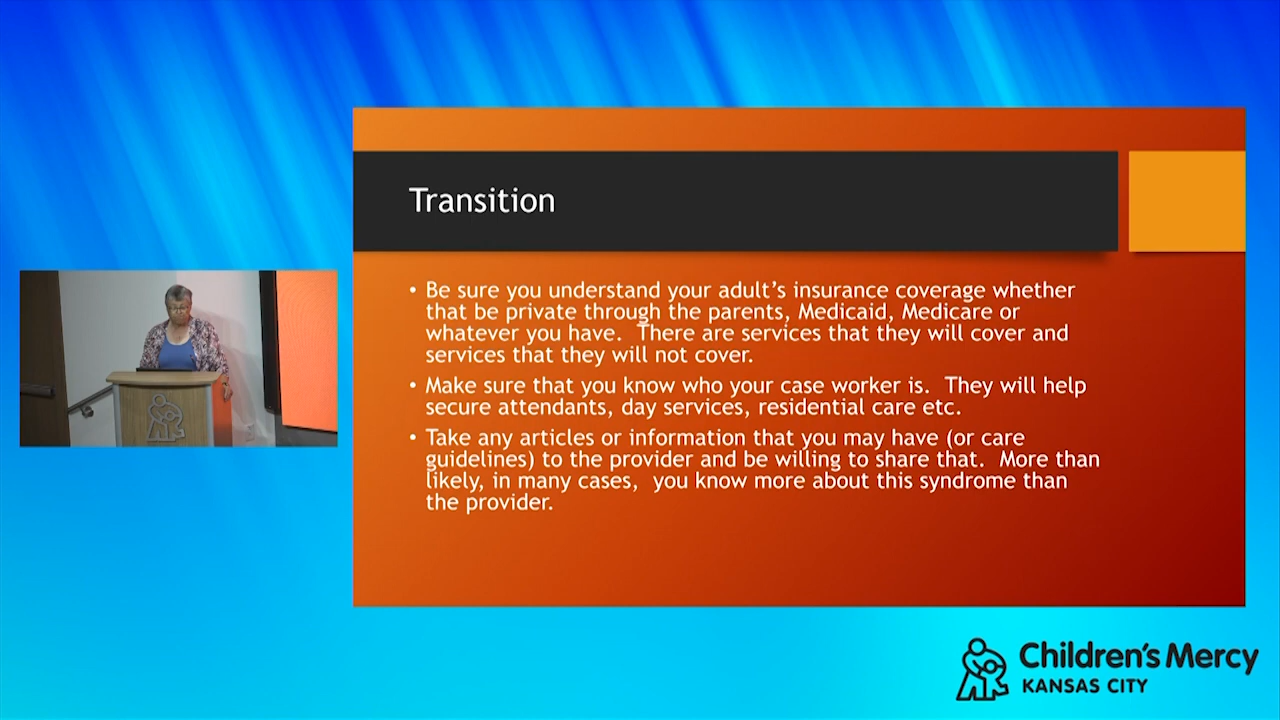 Transition
• Be sure you understand your adult’s insurance coverage whether
that be private through the parents, Medicaid, Medicare or
whatever you have.  There are services that they will cover and
services that they will not cover.
• Make sure that you know who your case worker is.  They will help
secure attendants, day services, residential care etc.
• Take any articles or information that you may have (or care
guidelines) to the provider and be willing to share that.  More than
likely, in many cases,  you know more about this syndrome than
the provider.
Children's Mercy
KANSAS CITY